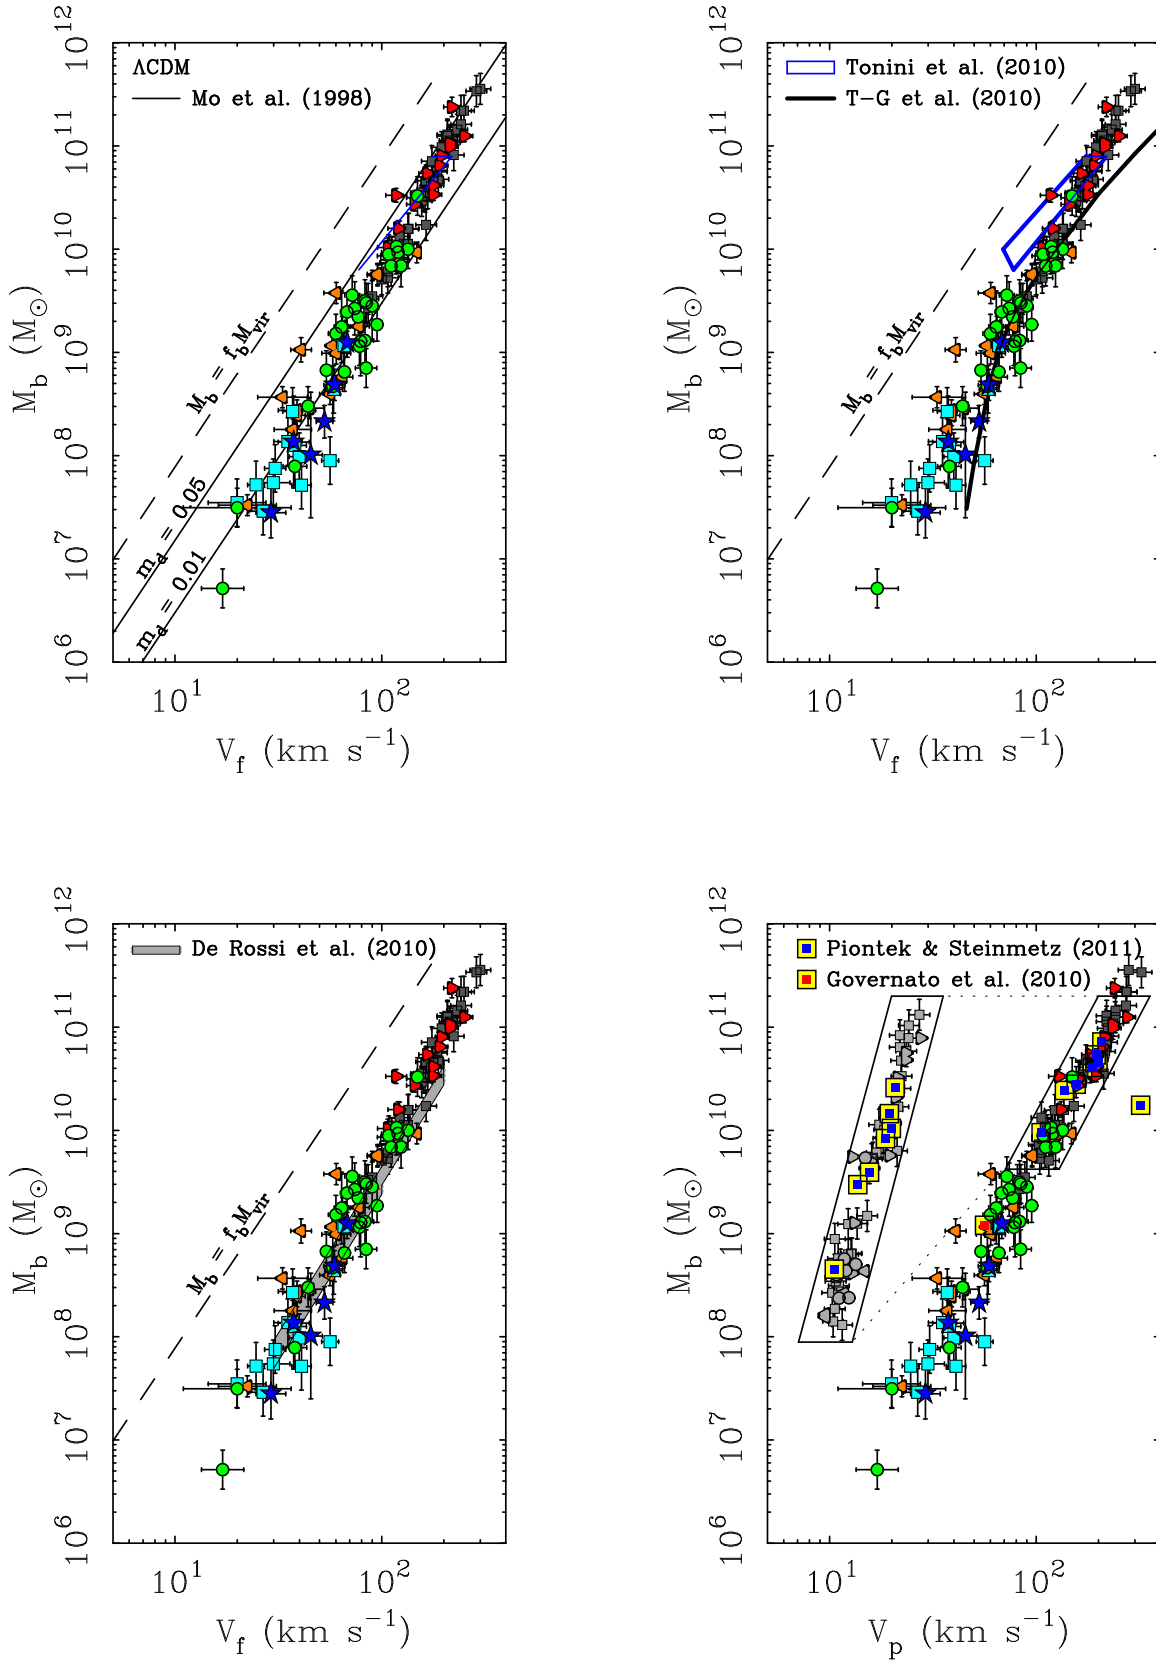 10^12
10^11
10^10
10^9
10^8
10^7
10^6
M_b (M_⊙)
ΛCDM
Mo et al. (1998)
M_b = f_b M_vir
m_d = 0.05
m_d = 0.01
10^1 10^2
V_f (km s^−1)
10^12
10^11
10^10
10^9
10^8
10^7
10^6
M_b (M_⊙)
Tonini et al. (2010)
T−G et al. (2010)
M_b = f_b M_vir
10^1 10^2
V_f (km s^−1)
10^12
10^11
10^10
10^9
10^8
10^7
10^6
M_b (M_⊙)
De Rossi et al. (2010)
M_b = f_b M_vir
10^1 10^2
V_f (km s^−1)
10^12
10^11
10^10
10^9
10^8
10^7
10^6
M_b (M_⊙)
Piontek & Steinmetz (2011)
Governato et al. (2010)
10^1 10^2
V_p (km s^−1)